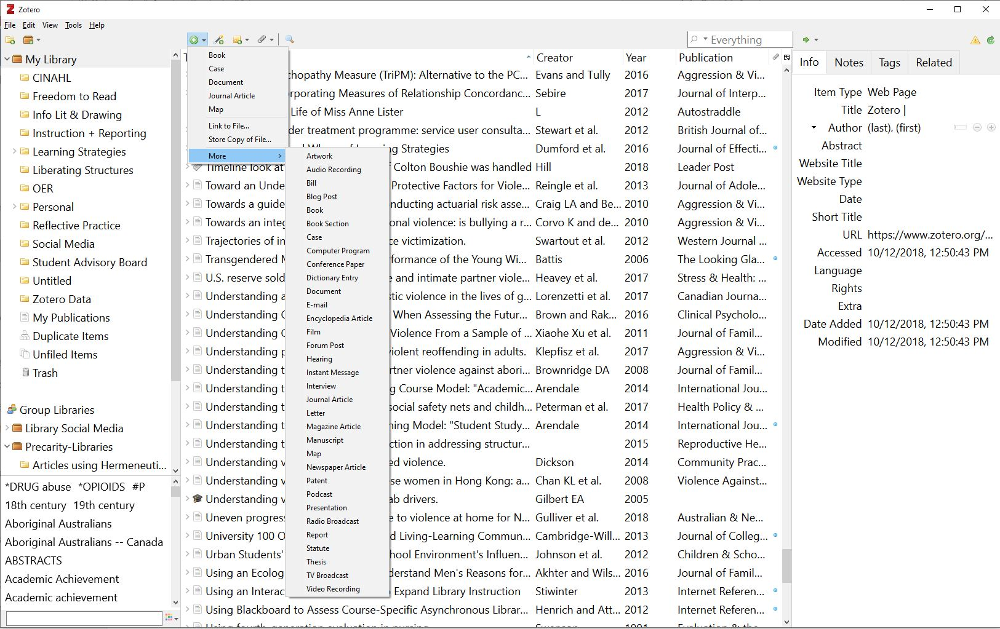 Zotero
File Edit View Tools Help
Everything
My Library
CINAHL
Freedom to Read
Info Lit & Drawing
Instruction + Reporting
Learning Strategies
Liberating Structures
OER
Personal
Reflective Practice
Social Media
Student Advisory Board
Untitled
Zotero Data
My Publications
Duplicate Items
Unfiled Items
Trash
Group Libraries
Library Social Media
Precarity-Libraries
Articles using Hermeneuti...
*DRUG abuse *OPIOIDS #P
18th century 19th century
Aboriginal Australians
Aboriginal Australians -- Canada
ABSTRACTS
Academic Achievement
Academic achievement
Book
Case
Document
Journal Article
Map
Link to File...
Store Copy of File...
More
Artwork
Audio Recording
Bill
Blog Post
Book
Book Section
Case
Computer Program
Conference Paper
Dictionary Entry
Document
E-mail
Encyclopedia Article
Film
Forum Post
Hearing
Instant Message
Interview
Journal Article
Letter
Magazine Article
Manuscript
Map
Newspaper Article
Patent
Podcast
Presentation
Radio Broadcast
Report
Statute
Thesis
TV Broadcast
Video Recording
T Creator Year Publication
chopathy Measure (TriPM): Alternative to the PC... Evans and Tully 2016 Aggression & Vi...
orporating Measures of Relationship Concordanc... Sebire 2017 Journal of Interp...
Life of Miss Anne Lister L 2012 Autostraddle
der treatment programme: service user consulta... Stewart et al. 2012 British Journal of...
Learning Strategies Dumford et al. 2016 Journal of Effecti...
Timeline look at f Colton Boushie was handled Hill 2018 Leader Post
Toward an Unde Protective Factors for Viole... Reingle et al. 2013 Journal of Adole...
Towards a guide nducting actuarial risk asse... Craig LA and Be... 2010 Aggression & Vi...
Towards an integ onal violence: is bullying a r... Corvo K and de... 2010 Aggression & Vi...
Trajectories of in ce victimization. Swartout et al. 2012 Western Journal ...
Transgendered M formance of the Young Wi... Battis 2006 The Looking Gla...
U.S. reserve sold e and intimate partner viole... Heavey et al. 2017 Stress & Health: ...
Understanding a stic violence in the lives of g... Lorenzetti et al. 2017 Canadian Journa...
Understanding C When Assessing the Futur... Brown and Rak... 2016 Clinical Psycholo...
Understanding C Violence From a Sample of ... Xiaohe Xu et al. 2011 Journal of Famil...
Understanding p violent reoffending in adults. Klepfisz et al. 2017 Aggression & Vi...
Understanding t rtner violence against abori... Brownridge DA 2008 Journal of Famil...
Understanding t g Course Model: "Academic... Arendale 2014 International Jou...
Understanding t social safety nets and childh... Peterman et al. 2017 Health Policy & ...
Understanding t ning Model: "Student Study... Arendale 2014 International Jou...
Understanding t ction in addressing structur... 2015 Reproductive He...
Understanding v ed violence. Dickson 2014 Community Prac...
Understanding v se women in Hong Kong: a... Chan KL et al. 2008 Violence Against...
Understanding v ab drivers. Gilbert EA 2005
Uneven progress e to violence at home for N... Gulliver et al. 2018 Australian & Ne...
University 100 O d Living-Learning Commun... Cambridge-Will... 2013 Journal of Colleg...
Urban Students' hool Environment's Influen... Johnson et al. 2012 Children & Scho...
Using an Ecolog derstand Men's Reasons for... Akhter and Wils... 2014 Journal of Famil...
Using an Interac Expand Library Instruction Stiwinter 2013 Internet Referen...
Using Blackboard to Assess Course-Specific Asynchronous Librar... Henrich and Att... 2012 Internet Referen...
Using fourth-generation evaluation in nursing Swenson 1991 Evaluation & the
Info Notes Tags Related
Item Type Web Page
Title Zotero |
Author (last), (first)
Abstract
Website Title
Website Type
Date
Short Title
URL https://www.zotero.org/...
Accessed 10/12/2018, 12:50:43 PM
Language
Rights
Extra
Date Added 10/12/2018, 12:50:43 PM
Modified 10/12/2018, 12:50:43 PM